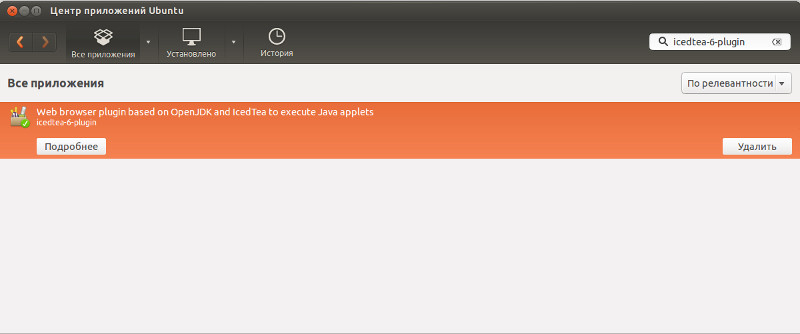 Центр приложений Ubuntu
Все приложения
Установлено
История
icedtea-6-plugin
Все приложения
По релевантности
Web browser plugin based on OpenJDK and IcedTea to execute Java applets
icedtea-6-plugin
Подробнее
Удалить